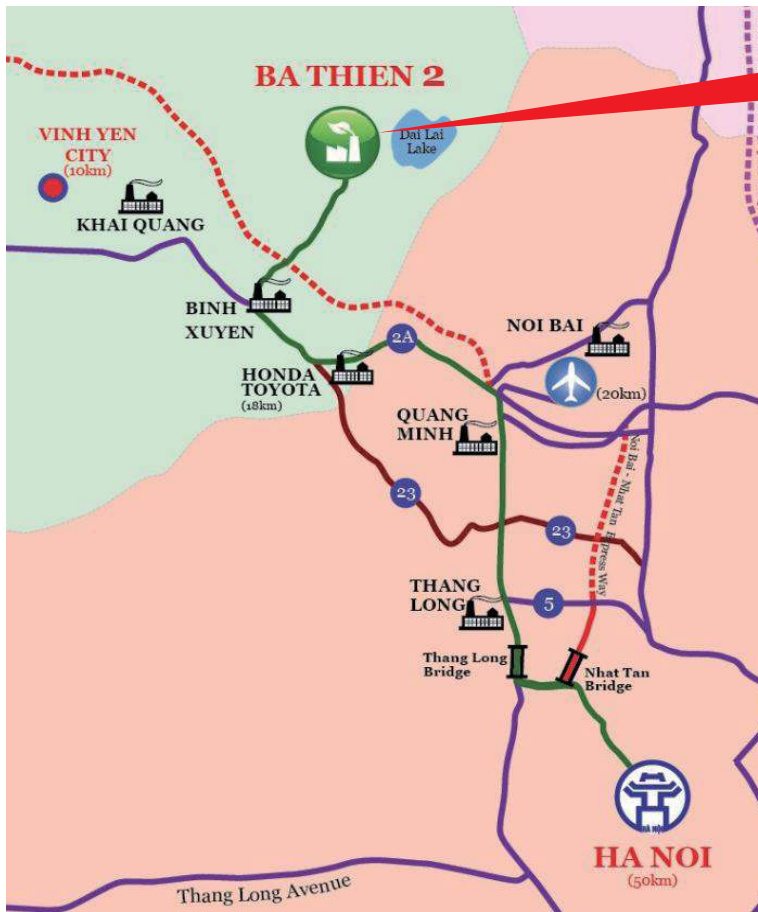 BA THIEN 2
Dai Lai
Lake
VINH YEN
CITY
(10km)
KHAI QUANG
BINH
XUYEN
NOI BAI
2A
HONDA
TOYOTA
(18km)
(20km)
QUANG
MINH
Noi Bai - Nhat Tan Express Way
23
23
THANG
LONG
5
Thang Long
Bridge
Nhat Tan
Bridge
HÀ NỘI
HA NOI
(50km)
Thang Long Avenue